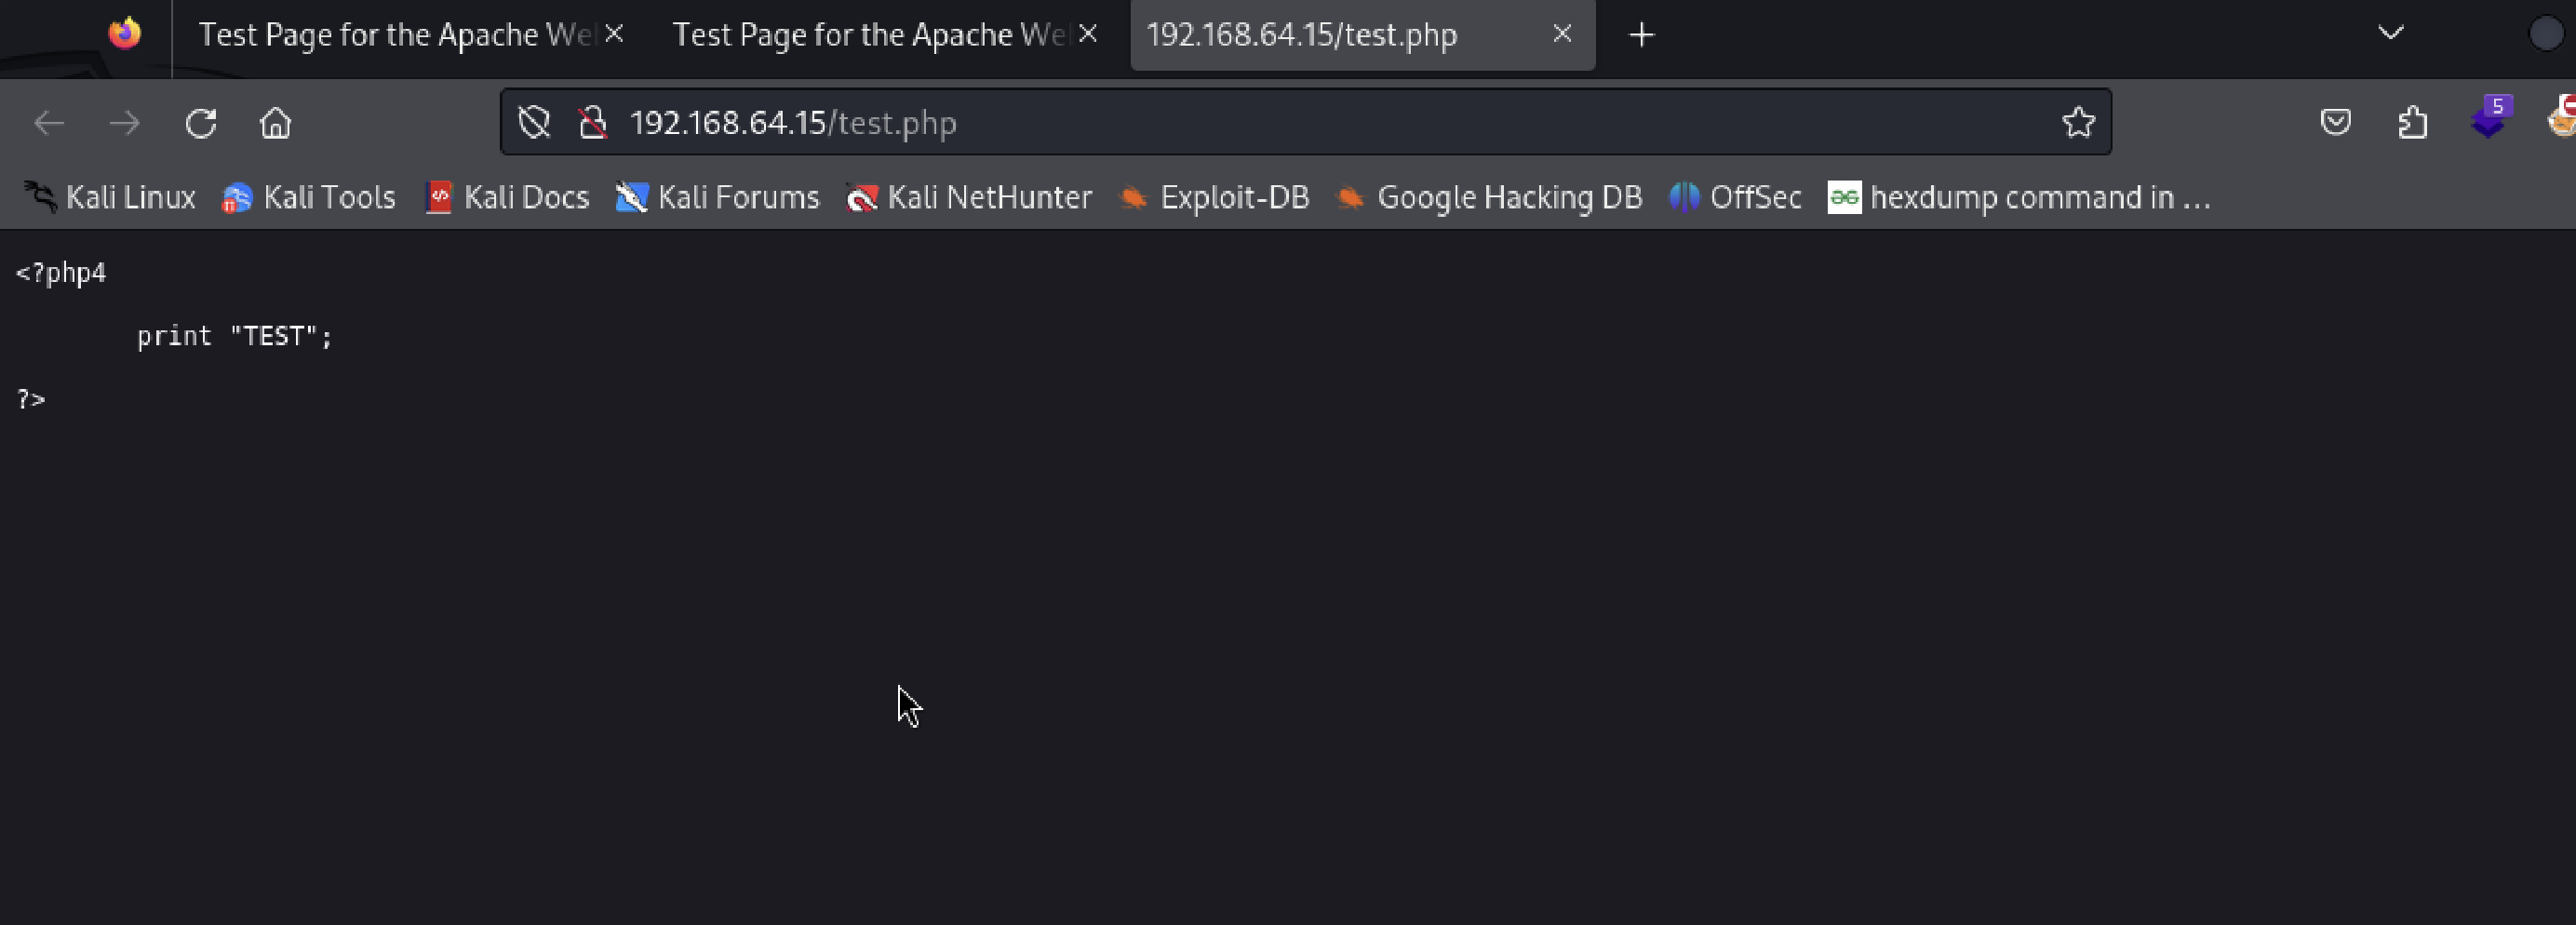 Test Page for the Apache We
Test Page for the Apache We
192.168.64.15/test.php
192.168.64.15/test.php
5
Kali Linux
Kali Tools
Kali Docs
Kali Forums
Kali NetHunter
Exploit-DB
Google Hacking DB
OffSec
hexdump command in ...
<?php4
print "TEST";
?>